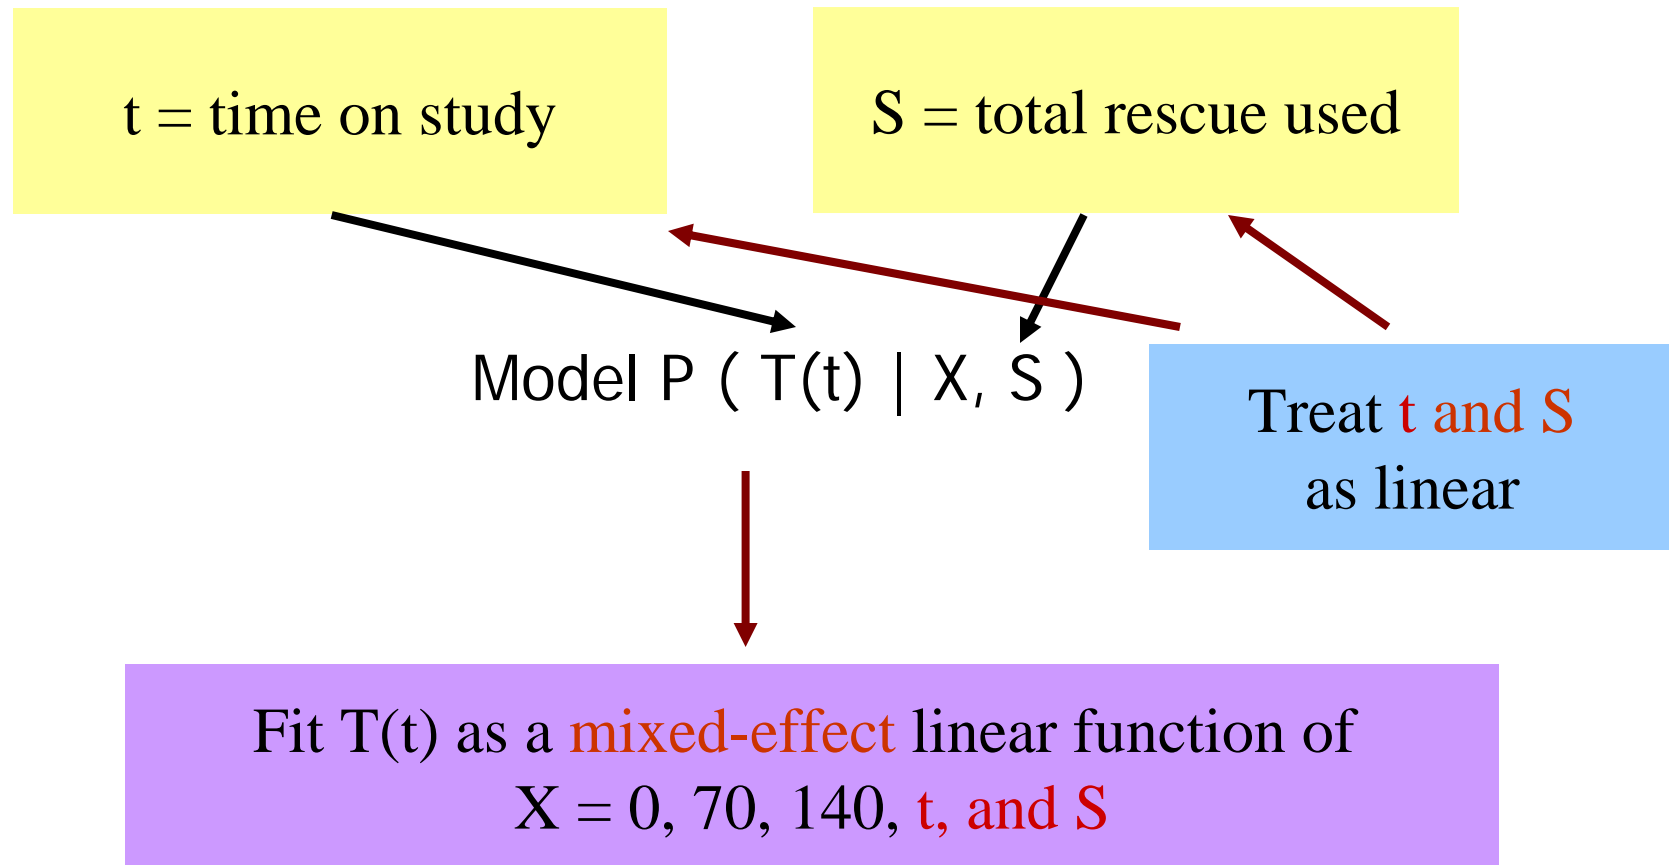 t = time on study
S = total rescue used
Model P ( T(t) | X, S )
Treat t and S
as linear
Fit T(t) as a mixed-effect linear function of
X = 0, 70, 140, t, and S